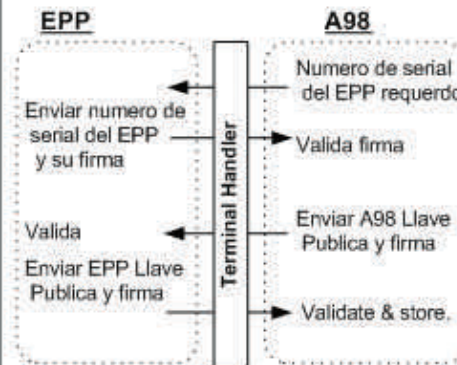 EPP
A98
Numero de serial
del EPP requerdo
Enviar numero de
serial del EPP
y su firma
Valida firma
Terminal Handler
Valida
Enviar A98 Llave
Publica y firma
Enviar EPP Llave
Publica y firma
Validate & store.